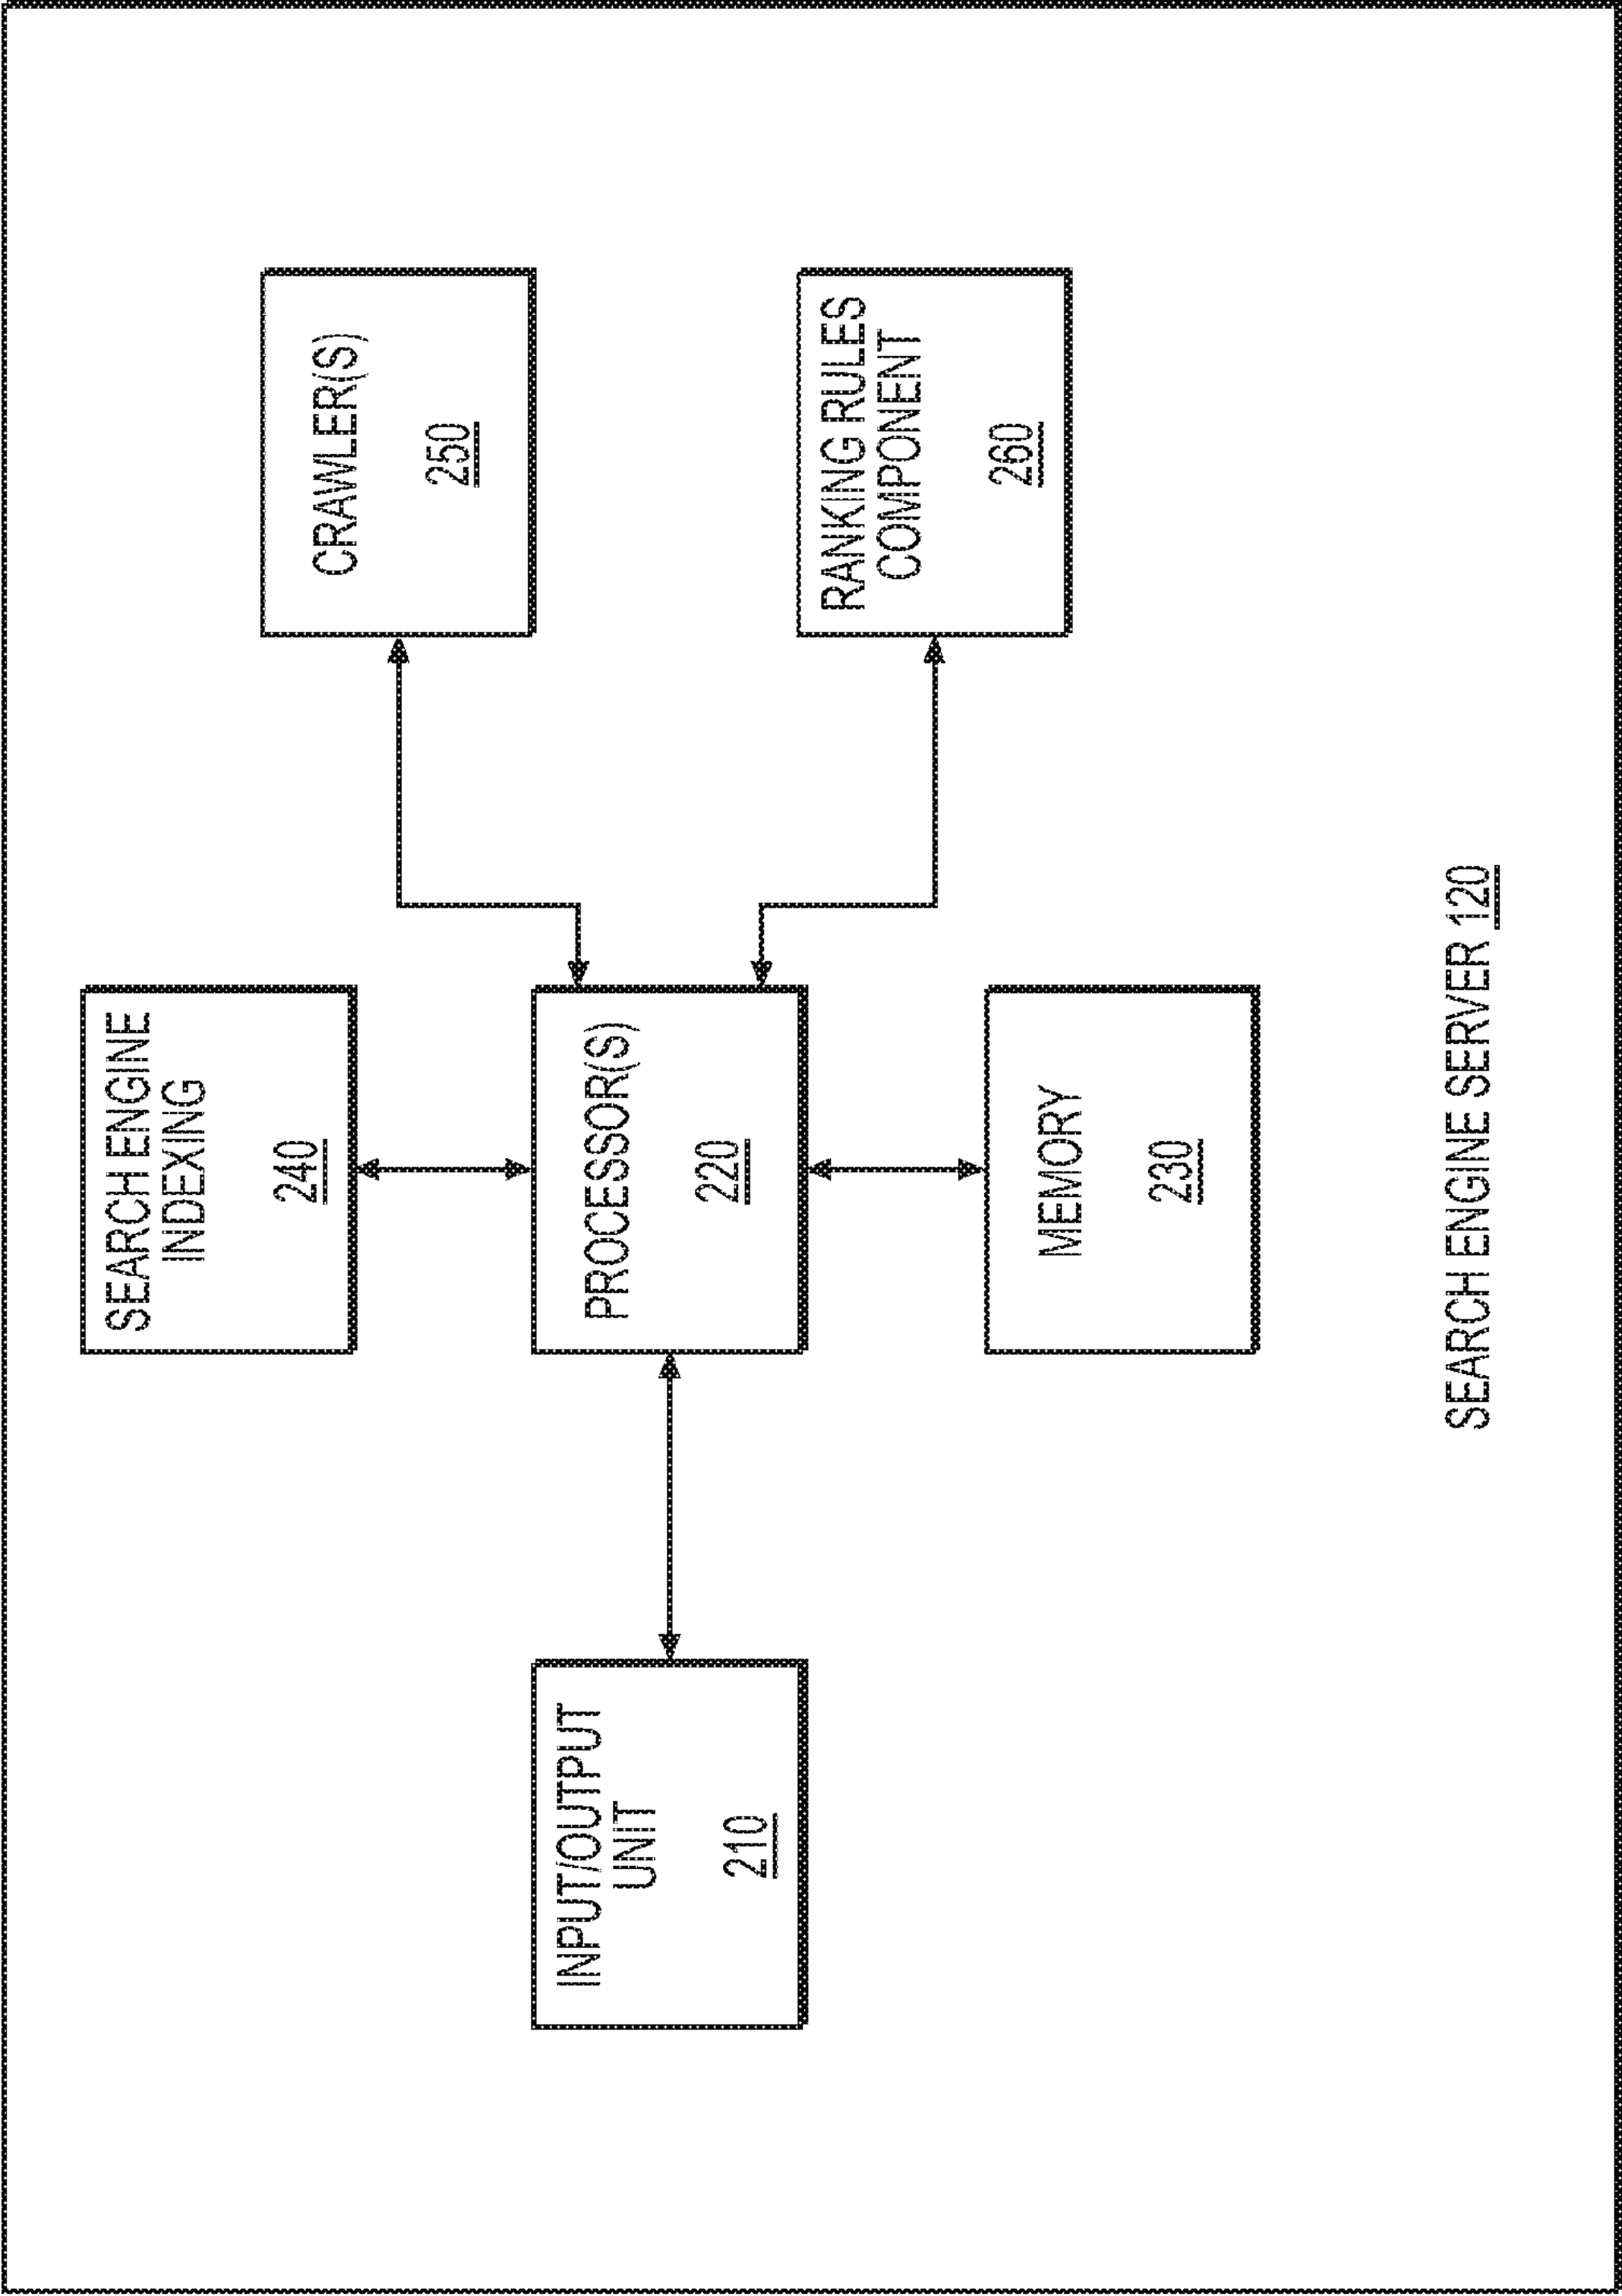 SEARCH ENGINE
INDEXING
240
CRAWLER(S)
250
INPUT/OUTPUT
UNIT
210
PROCESSOR(S)
220
RANKING RULES
COMPONENT
260
MEMORY
230
SEARCH ENGINE SERVER 120